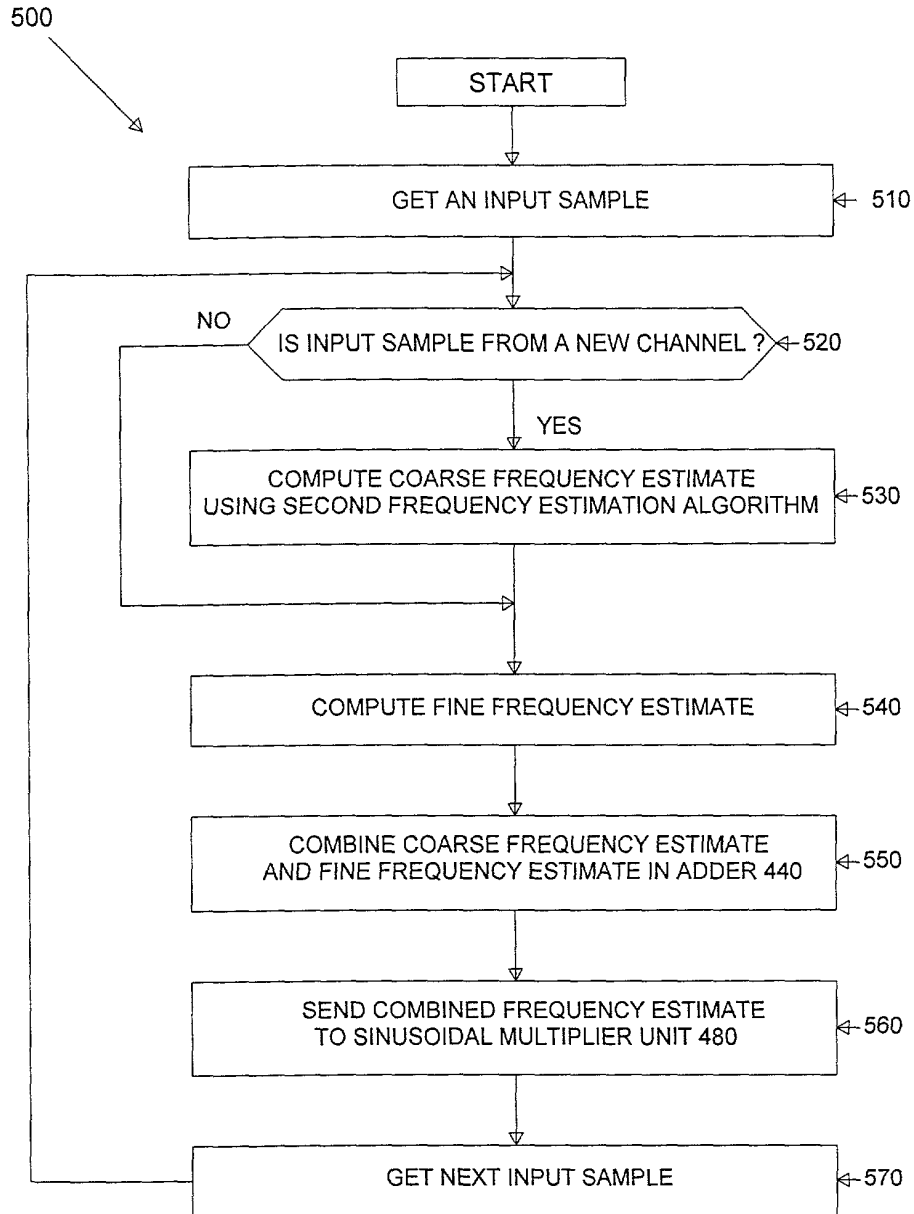 500
START
GET AN INPUT SAMPLE
510
NO
IS INPUT SAMPLE FROM A NEW CHANNEL ?
520
YES
COMPUTE COARSE FREQUENCY ESTIMATE
USING SECOND FREQUENCY ESTIMATION ALGORITHM
530
COMPUTE FINE FREQUENCY ESTIMATE
540
COMBINE COARSE FREQUENCY ESTIMATE
AND FINE FREQUENCY ESTIMATE IN ADDER 440
550
SEND COMBINED FREQUENCY ESTIMATE
TO SINUSOIDAL MULTIPLIER UNIT 480
560
GET NEXT INPUT SAMPLE
570